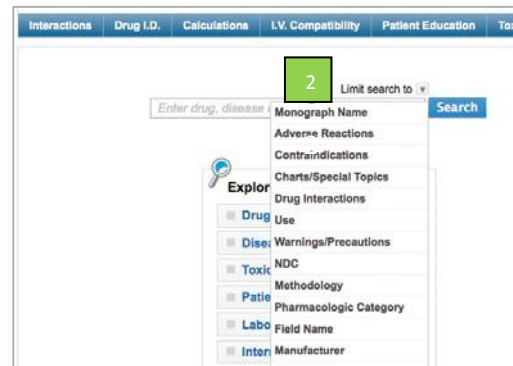 Interactions Drug I.D. Calculations I.V. Compatibility Patient Education
2
Limit search to
Enter drug, disease
Search
Monograph Name
Adverse Reactions
Contraindications
Charts/Special Topics
Drug Interactions
Use
Warnings/Precautions
NDC
Methodology
Pharmacologic Category
Field Name
Manufacturer
Explor
Drug
Dise
Toxic
Patie
Labo
Inter